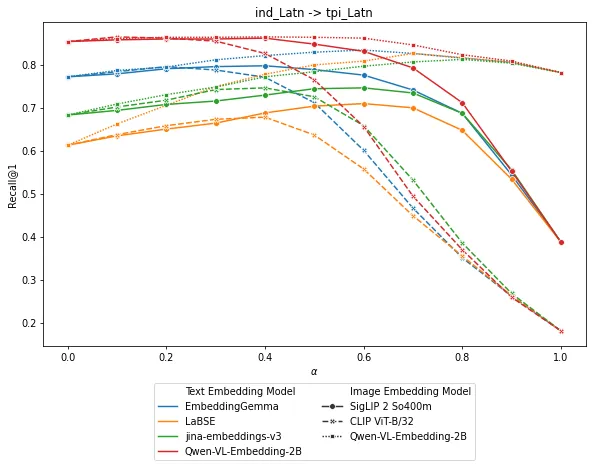 ind_Latn -> tpi_Latn
Recall@1
0.8
0.7
0.6
0.5
0.4
0.3
0.2
0.0
0.2
0.4
0.6
0.8
1.0
α
Text Embedding Model
EmbeddingGemma
LaBSE
jina-embeddings-v3
Qwen-VL-Embedding-2B
Image Embedding Model
SigLIP 2 So400m
CLIP ViT-B/32
Qwen-VL-Embedding-2B